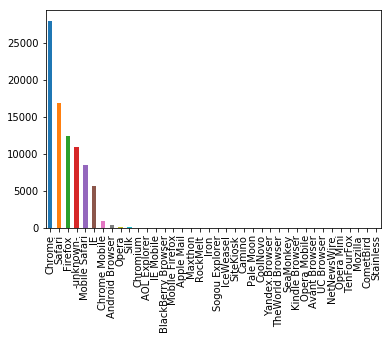 25000
20000
15000
10000
5000
0
Chrome
Safari
Firefox
-unknown-
Mobile Safari
IE
Chrome Mobile
Android Browser
Opera
Silk
Chromium
AOL Explorer
IE Mobile
BlackBerry Browser
Mobile Firefox
Apple Mail
Maxthon
RockMelt
Iron
Sogou Explorer
IceWeasel
SiteKiosk
Camino
Pale Moon
CoolNovo
Yandex Browser
TheWorld Browser
SeaMonkey
Kindle Browser
Opera Mobile
Avant Browser
UC Browser
NetNewsWire
Opera Mini
TenFourFox
Mozilla
CometBird
Stainless